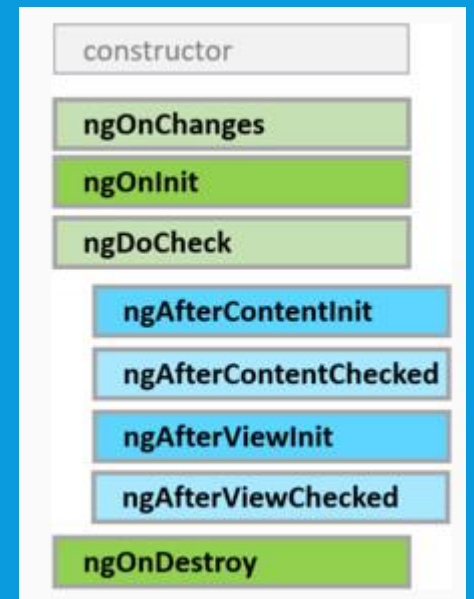 constructor
ngOnChanges
ngOnInit
ngDoCheck
ngAfterContentInit
ngAfterContentChecked
ngAfterViewInit
ngAfterViewChecked
ngOnDestroy